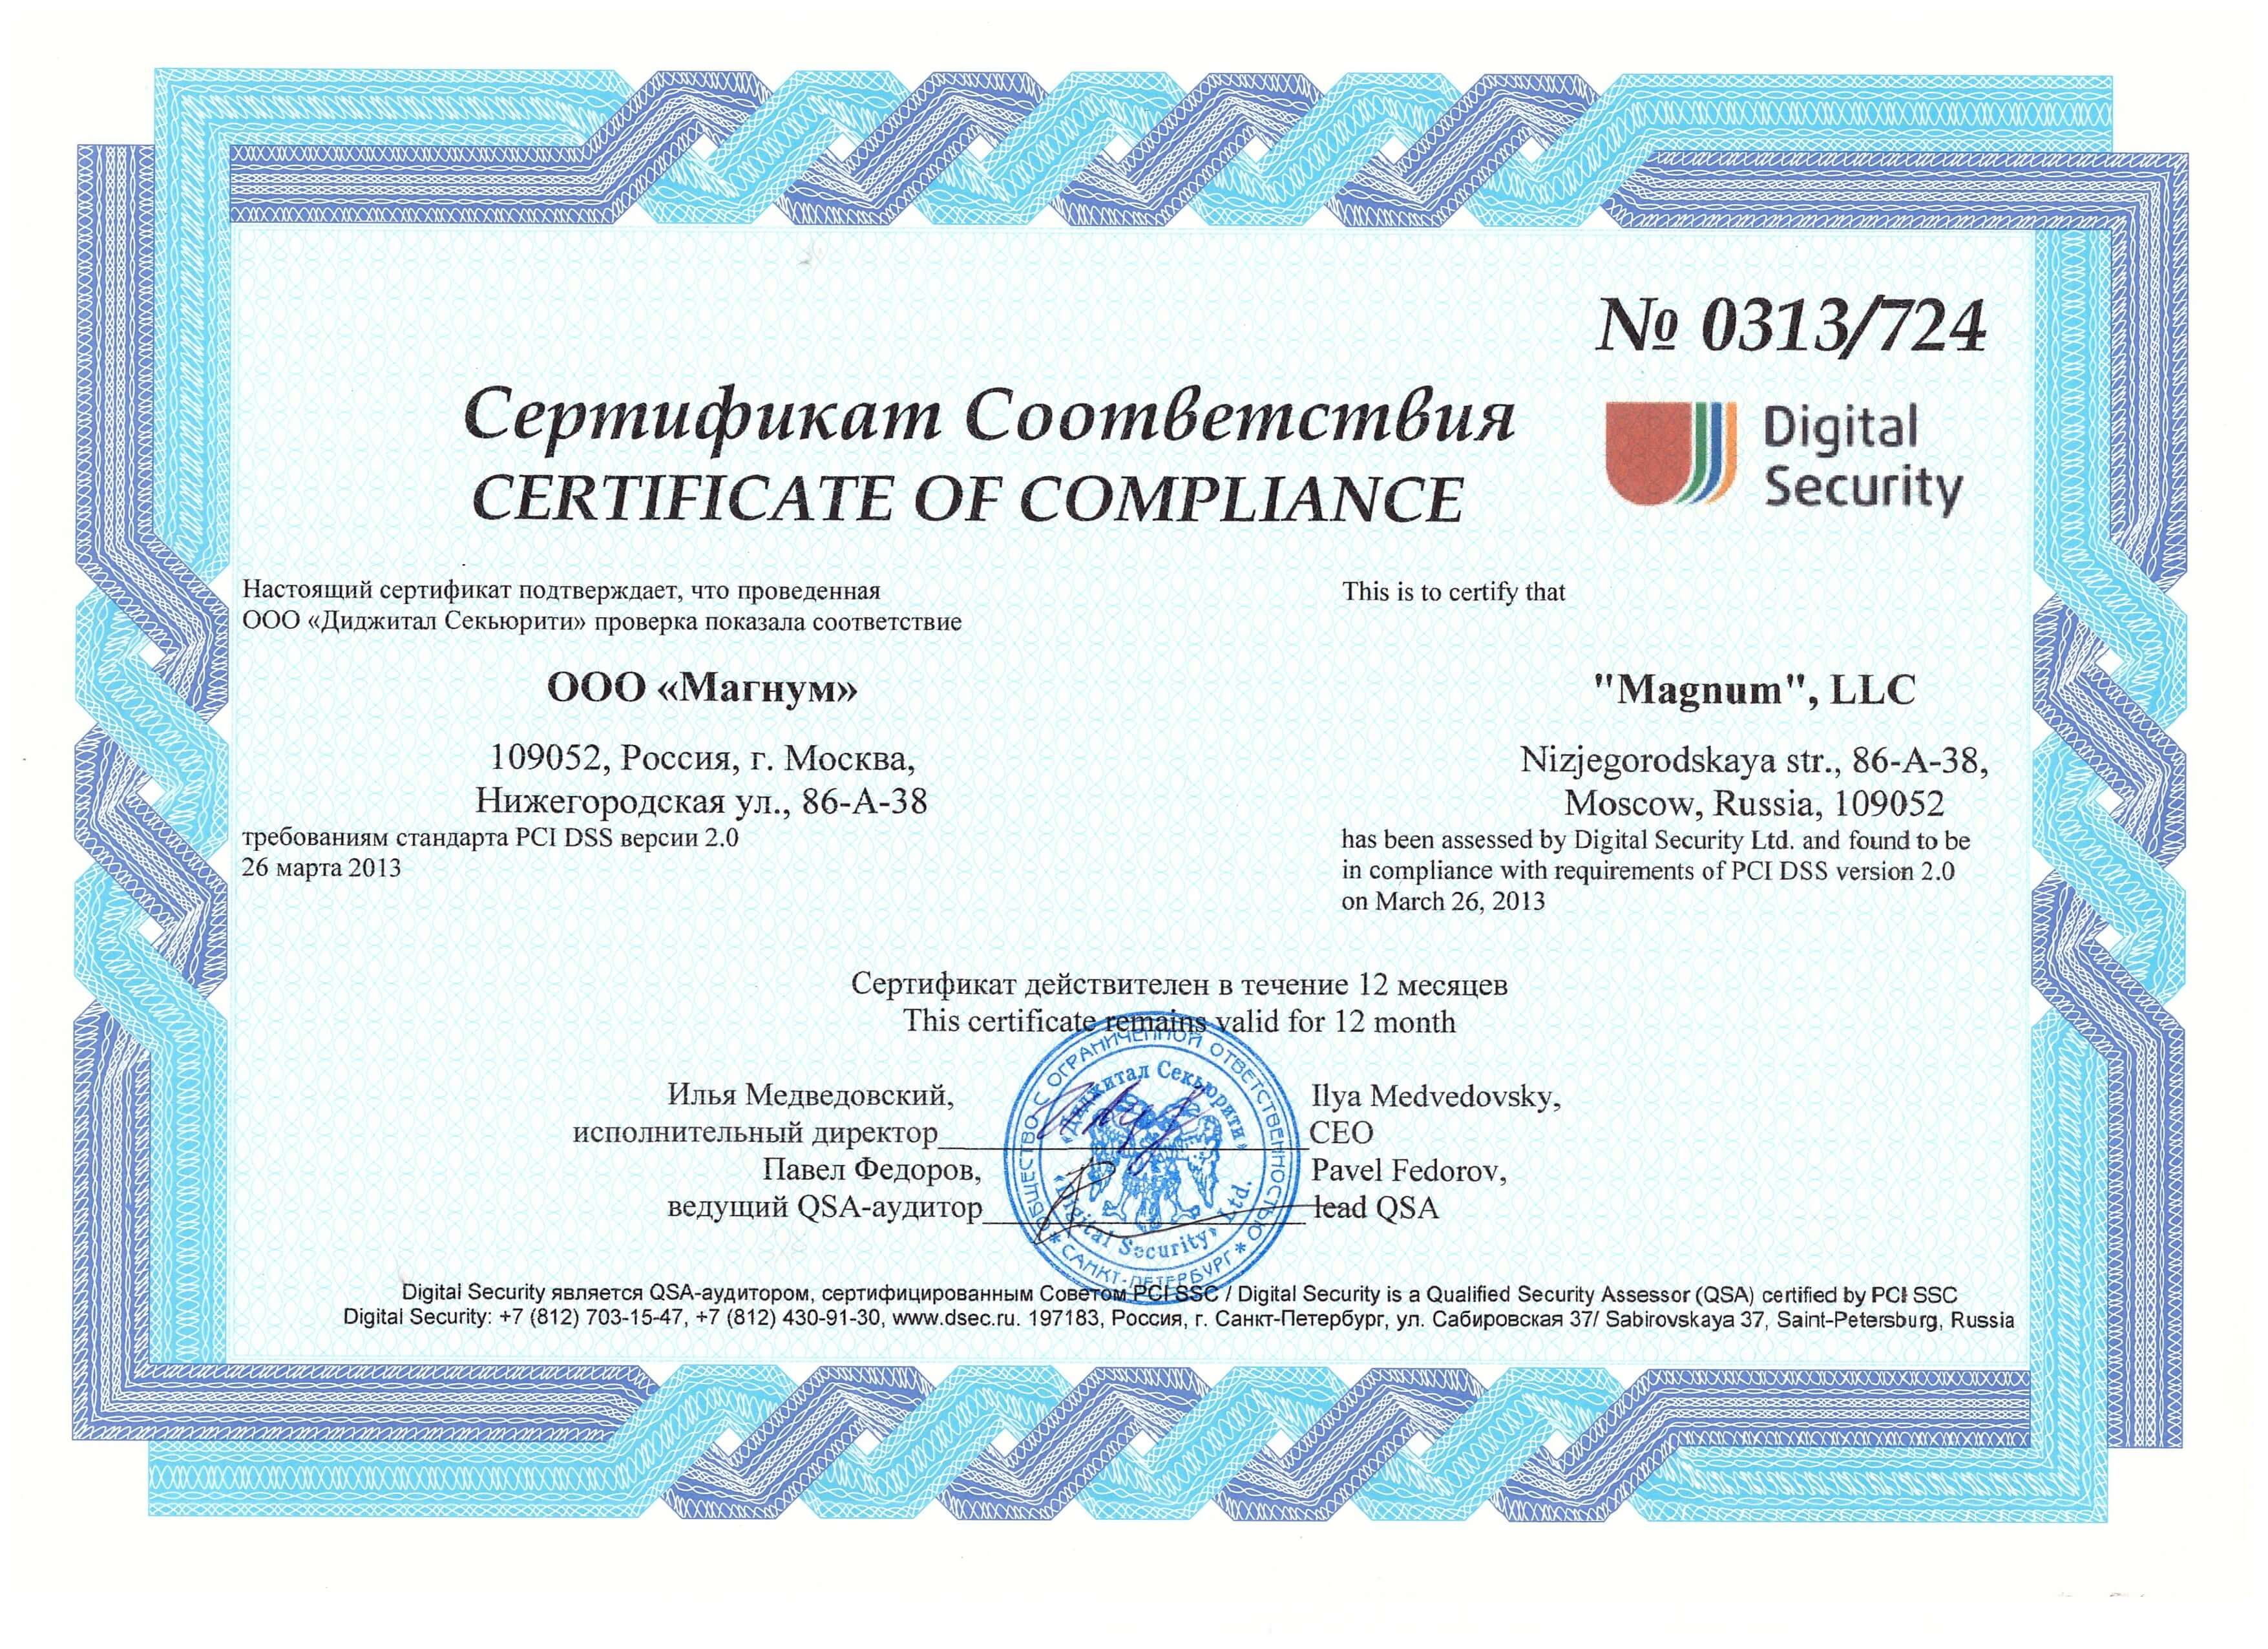 № 0313/724
Сертификат Соответствия
CERTIFICATE OF COMPLIANCE
Digital
Security
Настоящий сертификат подтверждает, что проведенная
ООО «Диджитал Секьюрити» проверка показала соответствие
ООО «Магнум»
109052, Россия, г. Москва,
Нижегородская ул., 86-А-38
требованиям стандарта PCI DSS версии 2.0
26 марта 2013
This is to certify that
"Magnum", LLC
Nizjegorodskaya str., 86-A-38,
Moscow, Russia, 109052
has been assessed by Digital Security Ltd. and found to be
in compliance with requirements of PCI DSS version 2.0
on March 26, 2013
Сертификат действителен в течение 12 месяцев
This certificate remains valid for 12 month
Илья Медведовский,
исполнительный директор
Ilya Medvedovsky,
CEO
Павел Федоров,
ведущий QSA-аудитор
Pavel Fedorov,
lead QSA
ОБЩЕСТВО С ОГРАНИЧЕННОЙ ОТВЕТСТВЕННОСТЬЮ
* САНКТ-ПЕТЕРБУРГ *
«Диджитал Секьюрити»
«Digital Security» Ltd.
Digital Security является QSA-аудитором, сертифицированным Советом PCI SSC / Digital Security is a Qualified Security Assessor (QSA) certified by PCI SSC
Digital Security: +7 (812) 703-15-47, +7 (812) 430-91-30, www.dsec.ru. 197183, Россия, г. Санкт-Петербург, ул. Сабировская 37/ Sabirovskaya 37, Saint-Petersburg, Russia